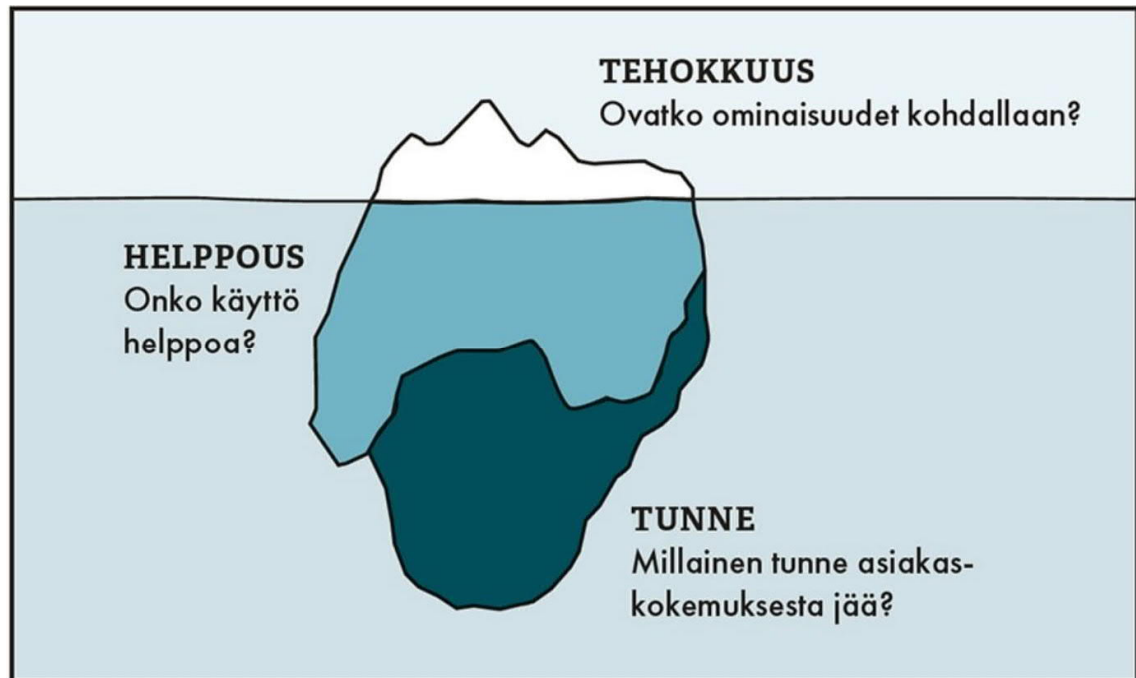 TEHOKKUUS
Ovatko ominaisuudet kohdallaan?
HELPPOUS
Onko käyttö
helppoa?
TUNNE
Millainen tunne asiakas-
kokemuksesta jää?